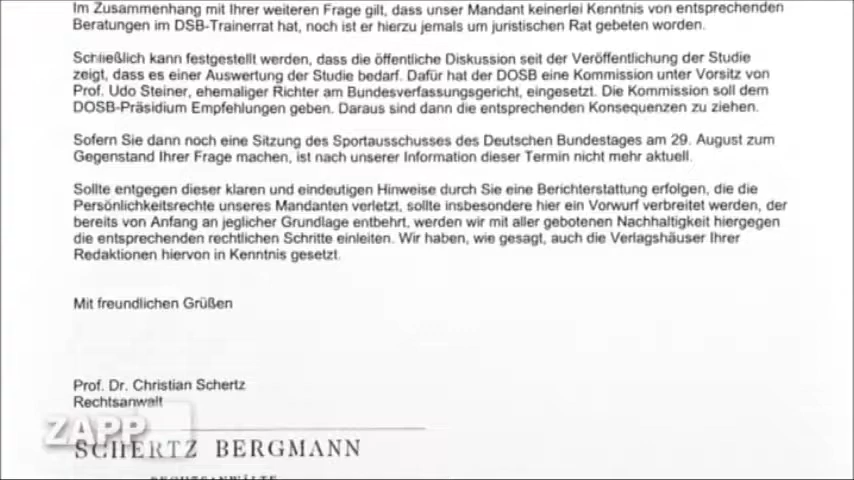 Im Zusammenhang mit Ihrer weiteren Frage gilt, dass unser Mandant keinerlei Kenntnis von entsprechenden
Beratungen im DSB-Trainerrat hat, noch ist er hierzu jemals um juristischen Rat gebeten worden.
Schließlich kann festgestellt werden, dass die öffentliche Diskussion seit der Veröffentlichung der Studie
zeigt, dass es einer Auswertung der Studie bedarf. Dafür hat der DOSB eine Kommission unter Vorsitz von
Prof. Udo Steiner, ehemaliger Richter am Bundesverfassungsgericht, eingesetzt. Die Kommission soll dem
DOSB-Präsidium Empfehlungen geben. Daraus sind dann die entsprechenden Konsequenzen zu ziehen.
Sofern Sie dann noch eine Sitzung des Sportausschusses des Deutschen Bundestages am 29. August zum
Gegenstand Ihrer Frage machen, ist nach unserer Information dieser Termin nicht mehr aktuell.
Sollte entgegen dieser klaren und eindeutigen Hinweise durch Sie eine Berichterstattung erfolgen, die die
Persönlichkeitsrechte unseres Mandanten verletzt, sollte insbesondere hier ein Vorwurf verbreitet werden, der
bereits von Anfang an jeglicher Grundlage entbehrt, werden wir mit aller gebotenen Nachhaltigkeit hiergegen
die entsprechenden rechtlichen Schritte einleiten. Wir haben, wie gesagt, auch die Verlagshäuser Ihrer
Redaktionen hiervon in Kenntnis gesetzt.
Mit freundlichen Grüßen
Prof. Dr. Christian Schertz
Rechtsanwalt
ZAPP
SCHERTZ BERGMANN